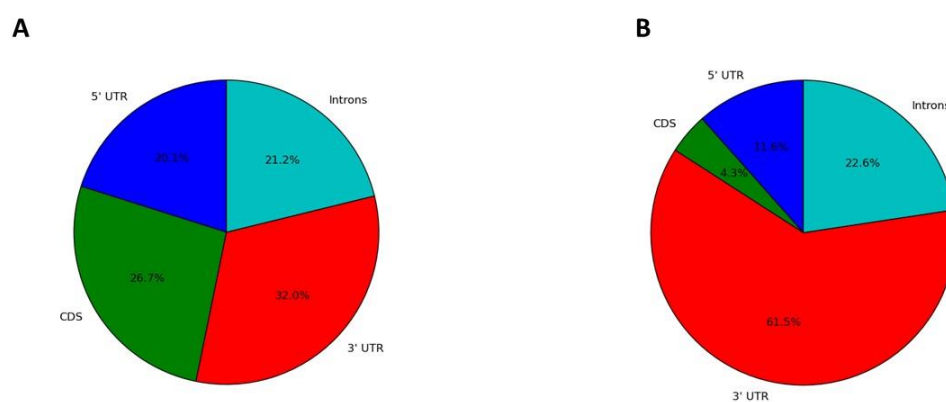 A
B
5' UTR
Introns
20.1%
21.2%
26.7%
32.0%
CDS
3' UTR
5' UTR
CDS
Introns
11.6%
4.3%
22.6%
61.5%
3' UTR